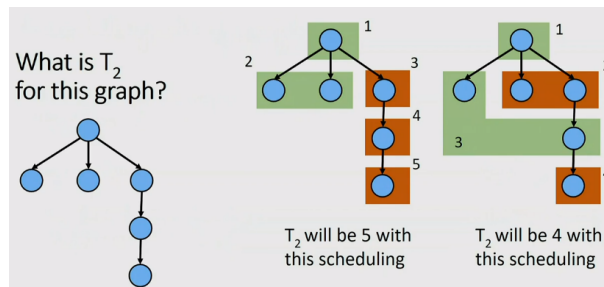 What is T2
for this graph?
1
2
3
4
5
T2 will be 5 with
this scheduling
1
3
T2 will be 4 with
this scheduling